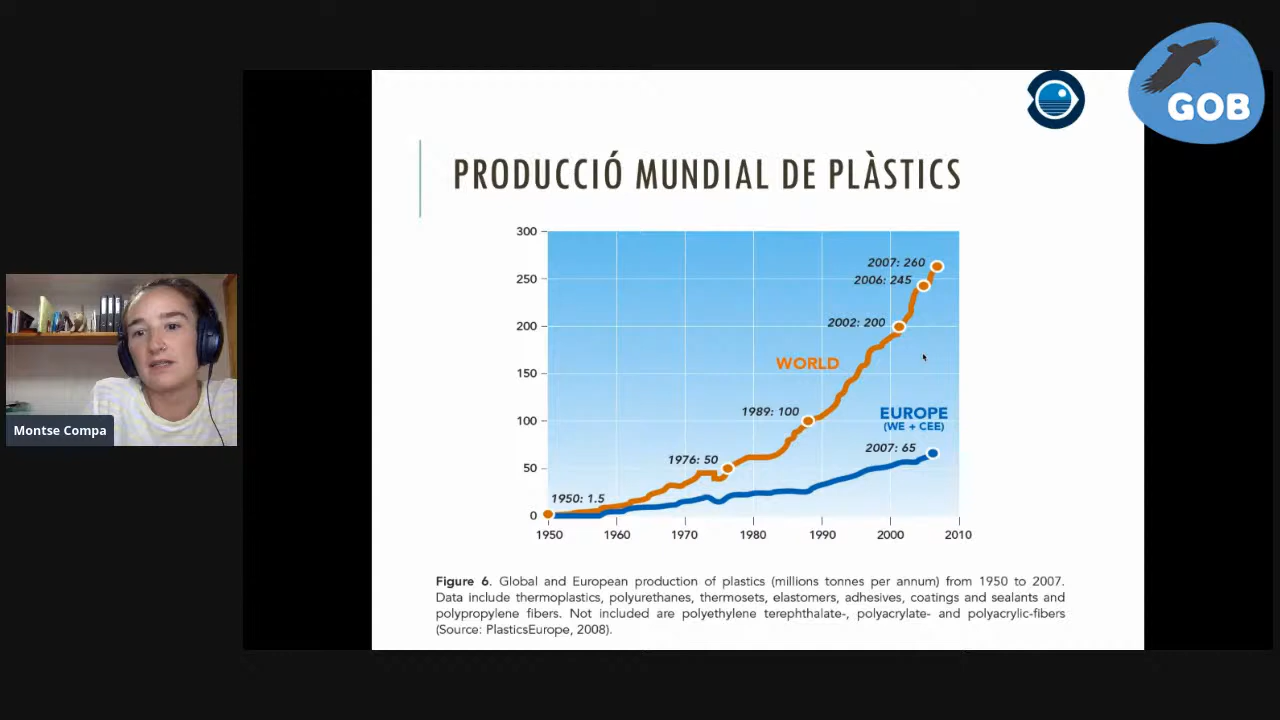 GOB
PRODUCCIÓ MUNDIAL DE PLÀSTICS
300
250
200
150
100
50
0
2007: 260
2006: 245
2002: 200
WORLD
1989: 100
EUROPE
(WE + CEE)
2007: 65
1976: 50
1950: 1.5
1950 1960 1970 1980 1990 2000 2010
Montse Compa
Figure 6. Global and European production of plastics (millions tonnes per annum) from 1950 to 2007.
Data include thermoplastics, polyurethanes, thermosets, elastomers, adhesives, coatings and sealants and
polypropylene fibers. Not included are polyethylene terephthalate-, polyacrylate- and polyacrylic-fibers
(Source: PlasticsEurope, 2008).